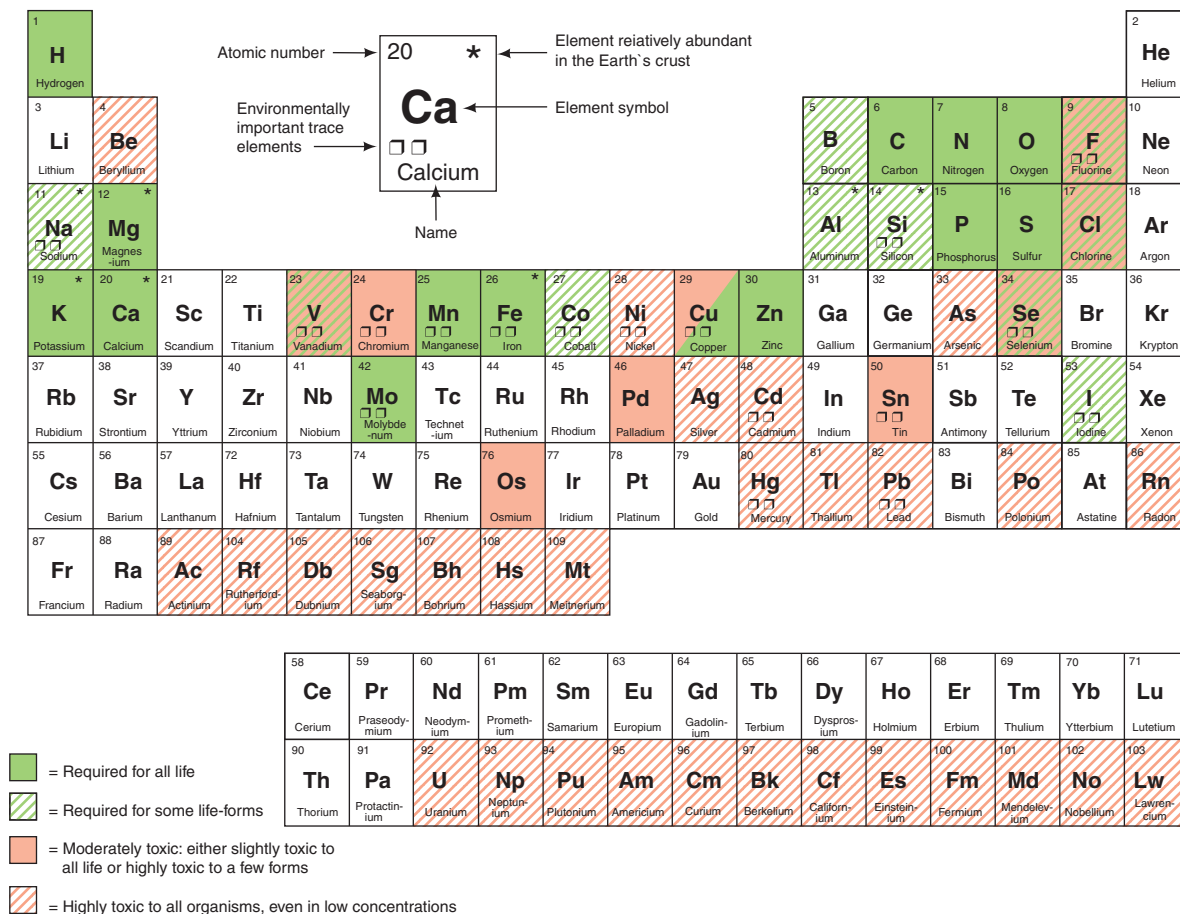 1
H
Hydrogen
Atomic number
Environmentally
important trace
elements
20 *
Ca
❐ ❐
Calcium
Name
Element reiatively abundant
in the Earth`s crust
Element symbol
2
He
Helium
3
Li
Lithium
4
Be
Beryllium
5
B
Boron
6
C
Carbon
7
N
Nitrogen
8
O
Oxygen
9
F
❐ ❐
Fluorine
10
Ne
Neon
11 *
Na
❐ ❐
Sodium
12 *
Mg
Magnes
-ium
13 *
Al
Aluminum
14 *
Si
❐ ❐
Silicon
15
P
Phosphorus
16
S
Sulfur
17
Cl
Chlorine
18
Ar
Argon
19 *
K
Potassium
20 *
Ca
Calcium
21
Sc
Scandium
22
Ti
Titanium
23
V
❐ ❐
Vanadium
24
Cr
❐ ❐
Chromium
25
Mn
❐ ❐
Manganese
26 *
Fe
❐ ❐
Iron
27
Co
❐ ❐
Cobalt
28
Ni
❐ ❐
Nickel
29
Cu
❐ ❐
Copper
30
Zn
Zinc
31
Ga
Gallium
32
Ge
Germanium
33
As
Arsenic
34
Se
❐ ❐
Selenium
35
Br
Bromine
36
Kr
Krypton
37
Rb
Rubidium
38
Sr
Strontium
39
Y
Yttrium
40
Zr
Zirconium
41
Nb
Niobium
42
Mo
❐ ❐
Molybde
-num
43
Tc
Technet
-ium
44
Ru
Ruthenium
45
Rh
Rhodium
46
Pd
Palladium
47
Ag
Silver
48
Cd
❐ ❐
Cadmium
49
In
Indium
50
Sn
❐ ❐
Tin
51
Sb
Antimony
52
Te
Tellurium
53
I
❐ ❐
Iodine
54
Xe
Xenon
55
Cs
Cesium
56
Ba
Barium
57
La
Lanthanum
72
Hf
Hafnium
73
Ta
Tantalum
74
W
Tungsten
75
Re
Rhenium
76
Os
Osmium
77
Ir
Iridium
78
Pt
Platinum
79
Au
Gold
80
Hg
❐ ❐
Mercury
81
Tl
Thallium
82
Pb
❐ ❐
Lead
83
Bi
Bismuth
84
Po
Polonium
85
At
Astatine
86
Rn
Radon
87
Fr
Francium
88
Ra
Radium
89
Ac
Actinium
104
Rf
Rutherford-
ium
105
Db
Dubnium
106
Sg
Seaborg-
ium
107
Bh
Bohrium
108
Hs
Hassium
109
Mt
Meitnerium
58
Ce
Cerium
59
Pr
Praseodym-
ium
60
Nd
Neodym-
ium
61
Pm
Prometh-
ium
62
Sm
Samarium
63
Eu
Europium
64
Gd
Gadolin-
ium
65
Tb
Terbium
66
Dy
Dyspros-
ium
67
Ho
Holmium
68
Er
Erbium
69
Tm
Thulium
70
Yb
Ytterbium
71
Lu
Lutetium
90
Th
Thorium
91
Pa
Protactin-
ium
92
U
Uranium
93
Np
Neptun-
ium
94
Pu
Plutonium
95
Am
Americium
96
Cm
Curium
97
Bk
Berkelium
98
Cf
Californ-
ium
99
Es
Einstein-
ium
100
Fm
Fermium
101
Md
Mendelev-
ium
102
No
Nobellium
103
Lw
Lawren-
cium
= Required for all life
= Required for some life-forms
= Moderately toxic: either slightly toxic to
all life or highly toxic to a few forms
= Highly toxic to all organisms, even in low concentrations